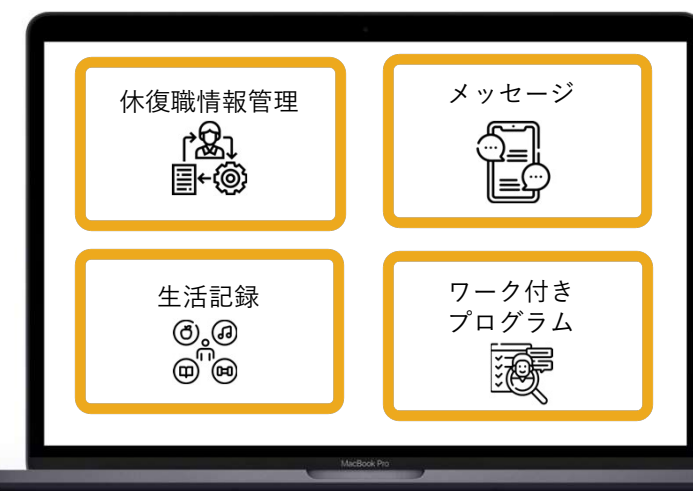 休復職情報管理
メッセージ
生活記録
ワーク付き
プログラム
MacBook Pro